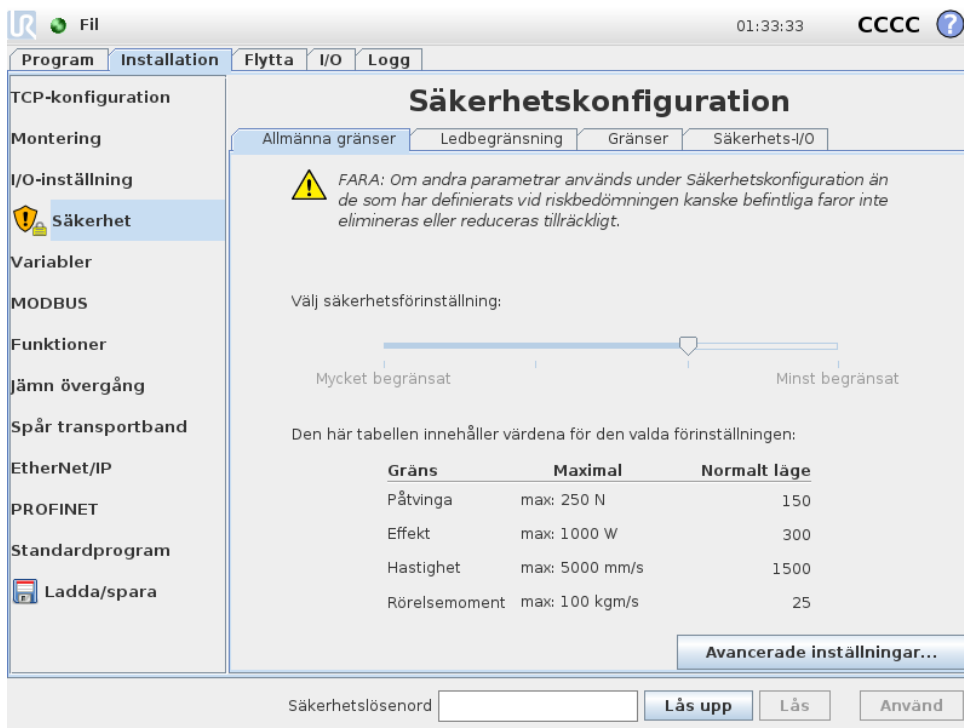 UR Fil 01:33:33 CCCC ?
Program Installation Flytta I/O Logg
TCP-konfiguration
Montering
I/O-inställning
Säkerhet
Variabler
MODBUS
Funktioner
Jämn övergång
Spår transportband
EtherNet/IP
PROFINET
Standardprogram
Ladda/spara
Säkerhetskonfiguration
Allmänna gränser Ledbegränsning Gränser Säkerhets-I/O
FARA: Om andra parametrar används under Säkerhetskonfiguration än
de som har definierats vid riskbedömningen kanske befintliga faror inte
elimineras eller reduceras tillräckligt.
Välj säkerhetsförinställning:
Mycket begränsat Minst begränsat
Den här tabellen innehåller värdena för den valda förinställningen:
Gräns Maximal Normalt läge
Påtvinga max: 250 N 150
Effekt max: 1000 W 300
Hastighet max: 5000 mm/s 1500
Rörelsemoment max: 100 kgm/s 25
Avancerade inställningar...
Säkerhetslösenord Lås upp Lås Använd